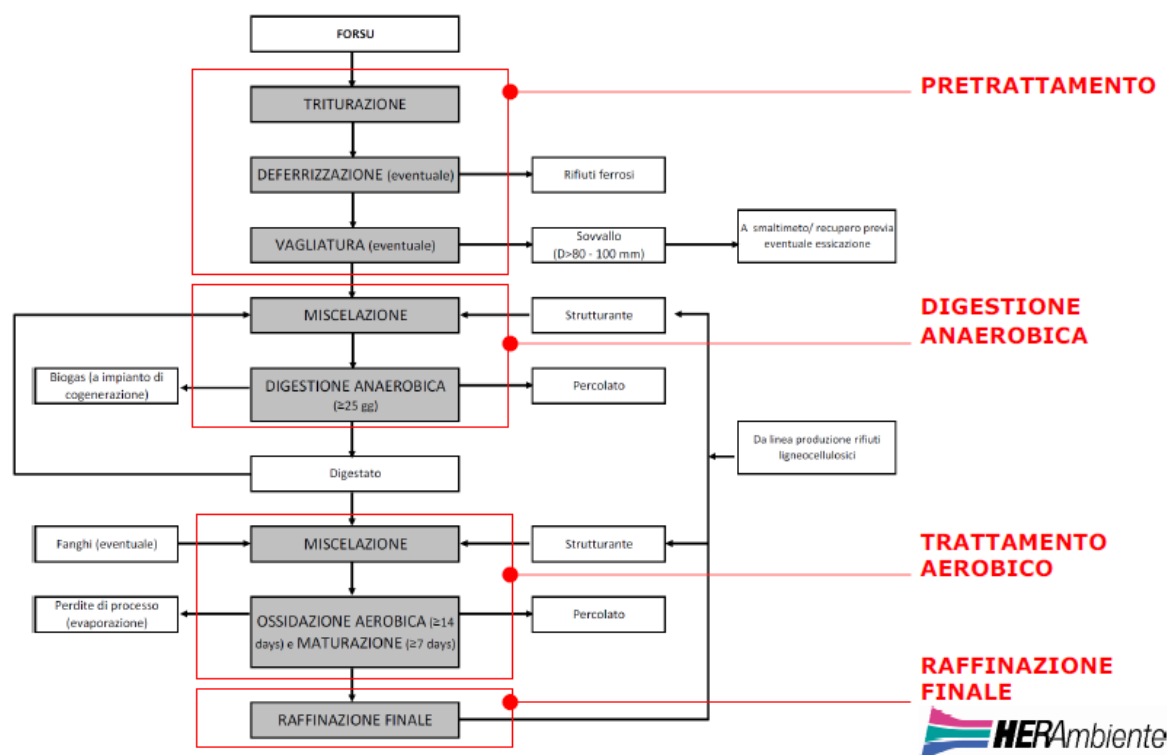 FORSU
PRETRATTAMENTO
TRITURAZIONE
DEFERRIZZAZIONE (eventuale)
Rifiuti ferrosi
VAGLIATURA (eventuale)
Sovvallo
(D>80 - 100 mm)
A smaltimeto/ recupero previa
eventuale essicazione
DIGESTIONE
ANAEROBICA
MISCELAZIONE
Strutturante
Biogas (a impianto di
cogenerazione)
DIGESTIONE ANAEROBICA
(≥25 gg)
Percolato
Da linea produzione rifiuti
ligneocellulosici
Digestato
TRATTAMENTO
AEROBICO
Fanghi (eventuale)
MISCELAZIONE
Strutturante
Perdite di processo
(evaporazione)
OSSIDAZIONE AEROBICA (≥14
days) e MATURAZIONE (≥7 days)
Percolato
RAFFINAZIONE
FINALE
RAFFINAZIONE FINALE
HERAmbiente